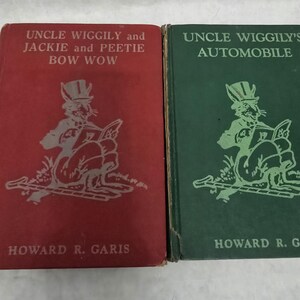 UNCLE WIGGILY and
JACKIE and PEETIE
BOW WOW
HOWARD R. GARIS
UNCLE WIGGILY'S
AUTOMOBILE
HOWARD R. G